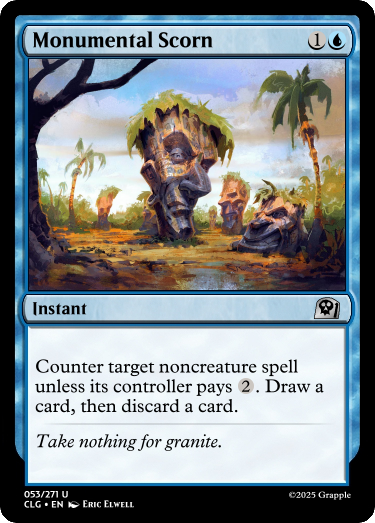 Monumental Scorn 1
Instant
Counter target noncreature spell
unless its controller pays 2. Draw a
card, then discard a card.
Take nothing for granite.
053/271 U
CLG • EN Eric Elwell
©2025 Grapple